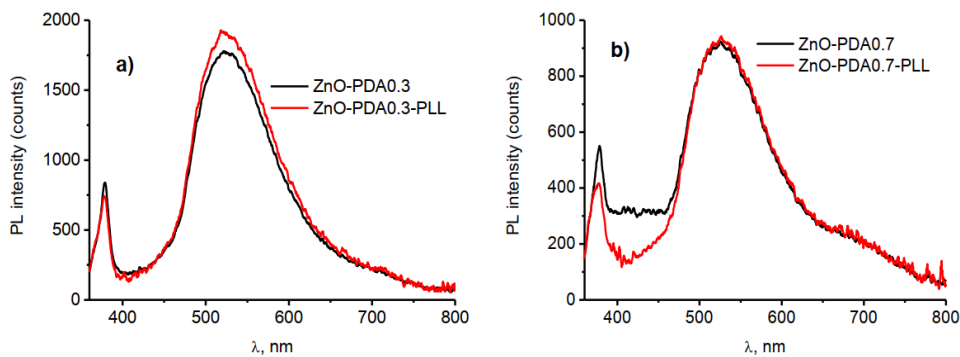 a)
ZnO-PDA0.3
ZnO-PDA0.3-PLL
PL intensity (counts)
2000
1500
1000
500
0
400 500 600 700 800
λ, nm
b)
ZnO-PDA0.7
ZnO-PDA0.7-PLL
PL intensity (counts)
1000
800
600
400
200
0
400 500 600 700 800
λ, nm